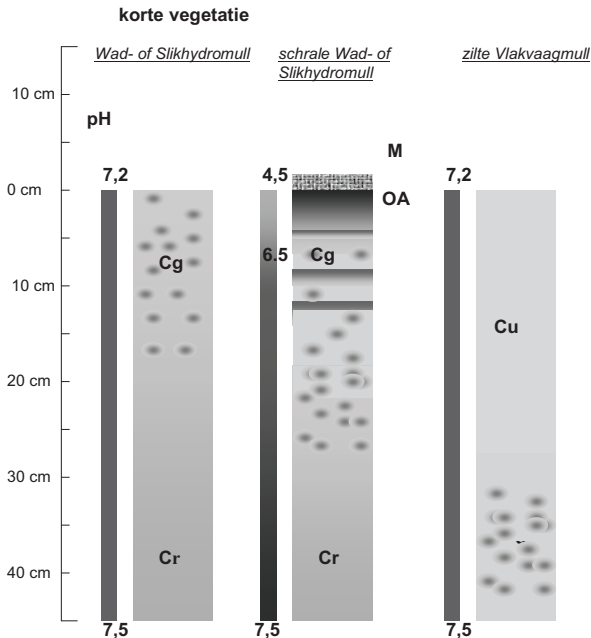 korte vegetatie
Wad- of Slikhydromull
schrale Wad- of
Slikhydromull
zilte Vlakvaagmull
10 cm
pH
M
7,2
4,5
7,2
0 cm
OA
Cg
6.5
Cg
10 cm
Cu
20 cm
30 cm
Cr
Cr
40 cm
7,5
7,5
7,5